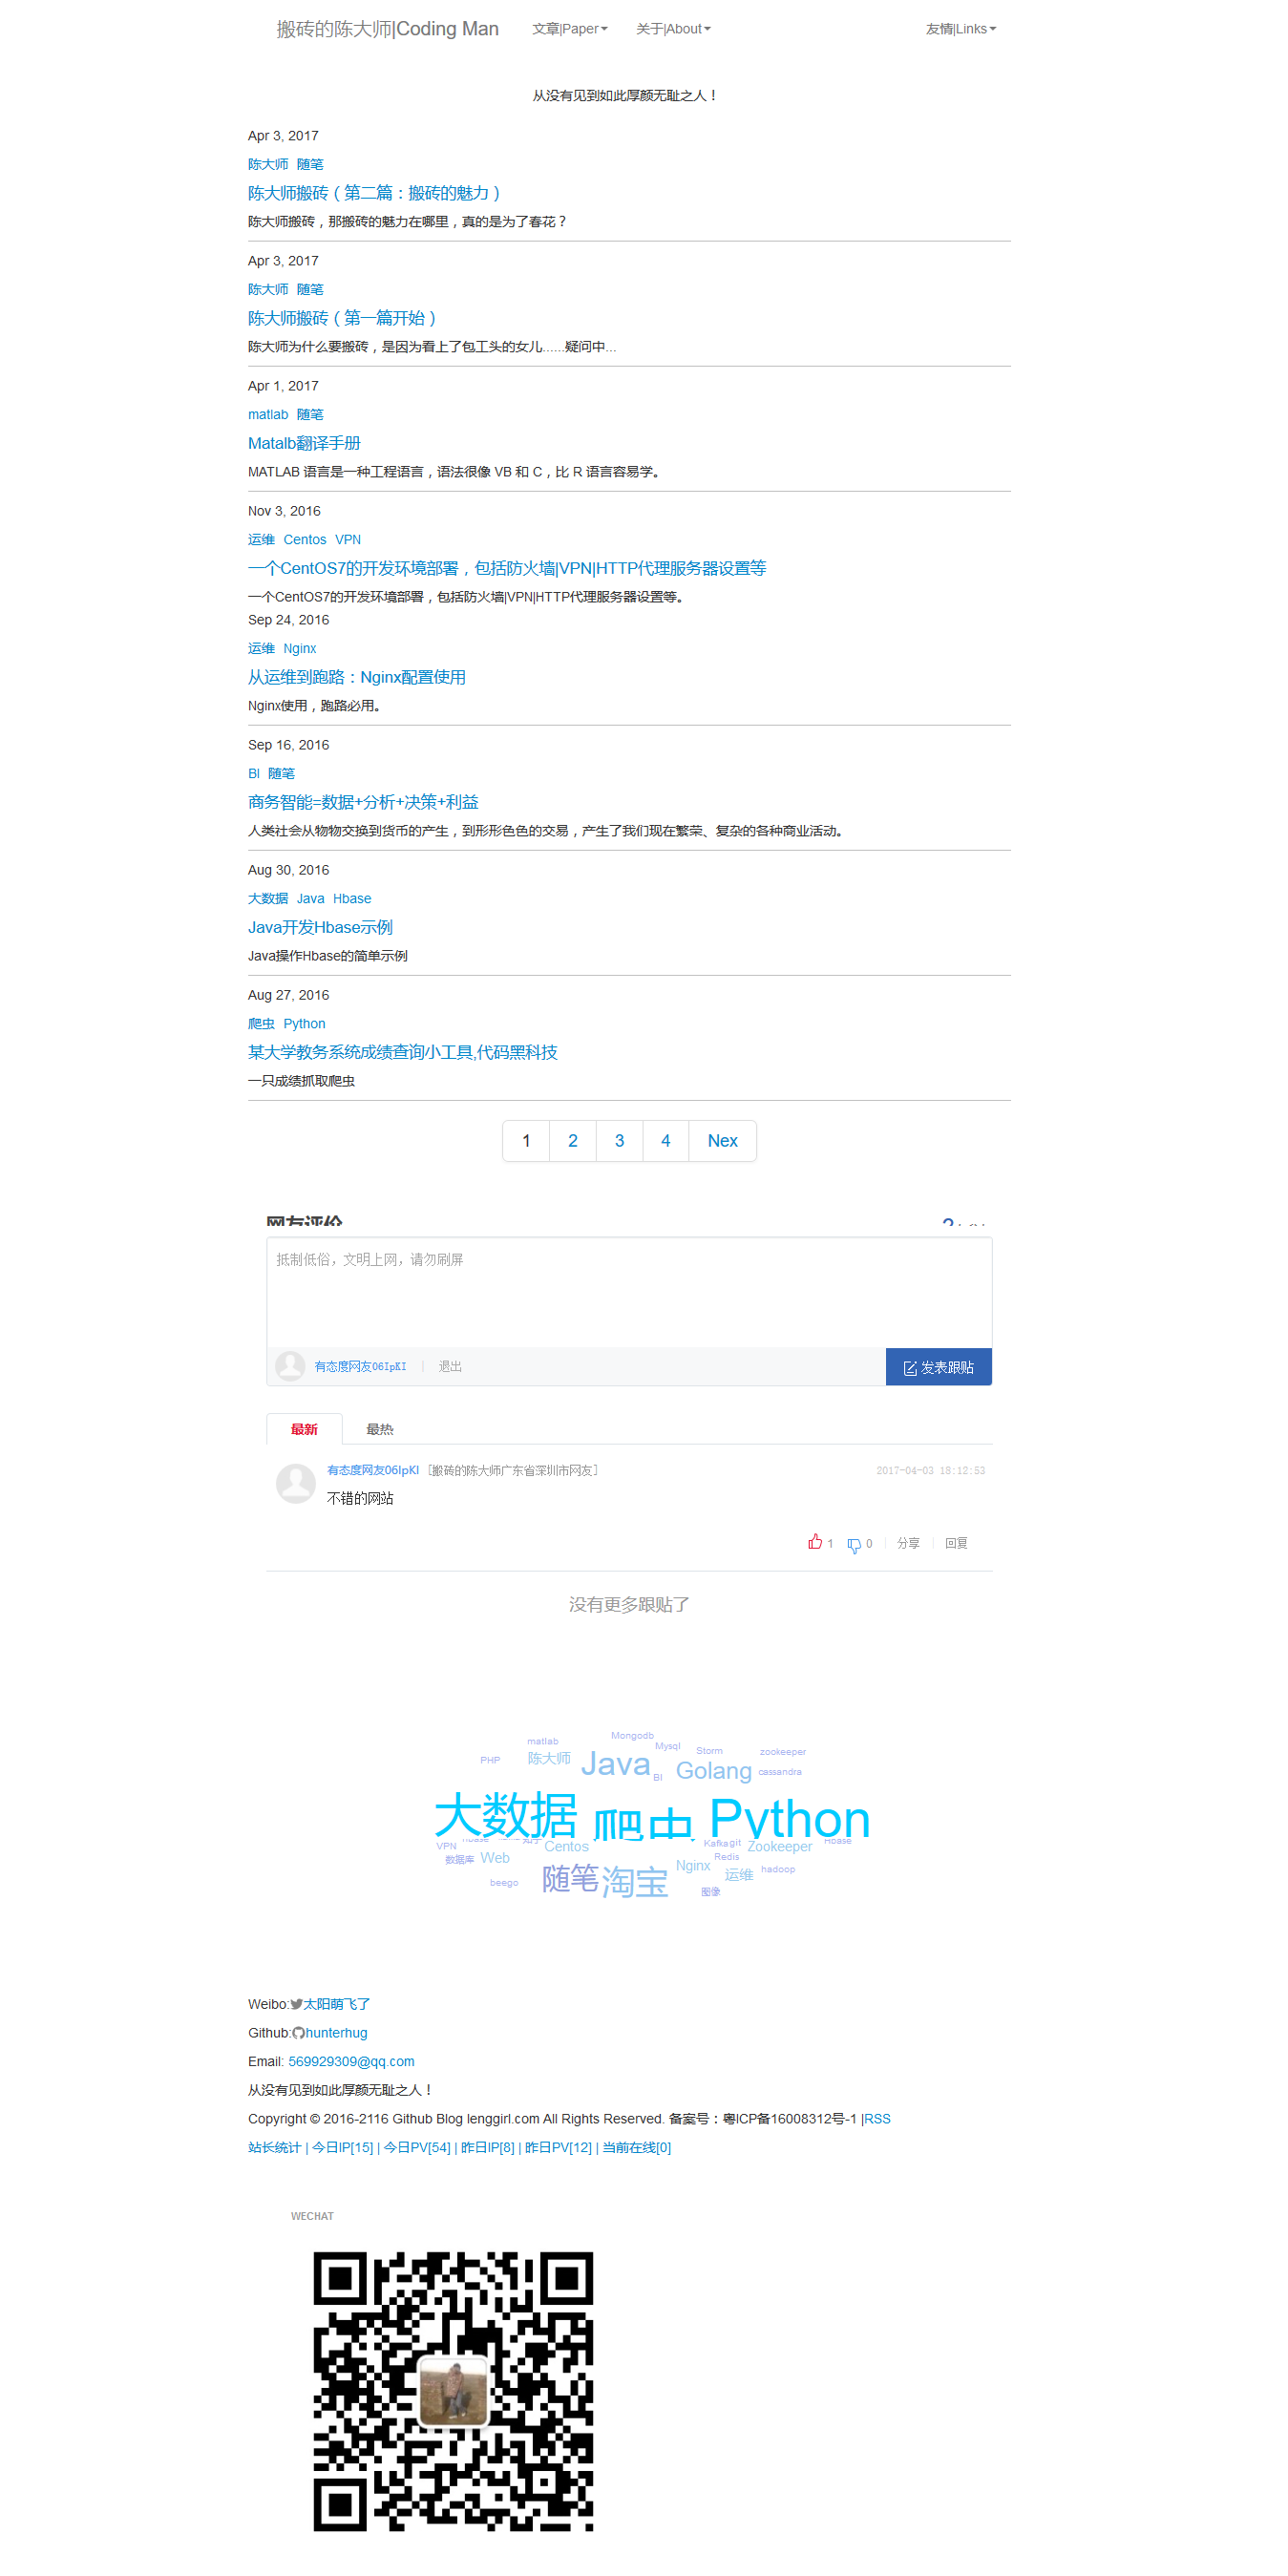 搬砖的陈大师|Coding Man 文章|Paper 关于|About 友情|Links
从没有见到如此厚颜无耻之人！
Apr 3, 2017
陈大师 随笔
陈大师搬砖（第二篇：搬砖的魅力）
陈大师搬砖，那搬砖的魅力在哪里，真的是为了春花？
Apr 3, 2017
陈大师 随笔
陈大师搬砖（第一篇开始）
陈大师为什么要搬砖，是因为看上了包工头的女儿......疑问中...
Apr 1, 2017
matlab 随笔
Matalb翻译手册
MATLAB 语言是一种工程语言，语法很像 VB 和 C，比 R 语言容易学。
Nov 3, 2016
运维 Centos VPN
一个CentOS7的开发环境部署，包括防火墙|VPN|HTTP代理服务器设置等
一个CentOS7的开发环境部署，包括防火墙|VPN|HTTP代理服务器设置等。
Sep 24, 2016
运维 Nginx
从运维到跑路：Nginx配置使用
Nginx使用，跑路必用。
Sep 16, 2016
BI 随笔
商务智能=数据+分析+决策+利益
人类社会从物物交换到货币的产生，到形形色色的交易，产生了我们现在繁荣、复杂的各种商业活动。
Aug 30, 2016
大数据 Java Hbase
Java开发Hbase示例
Java操作Hbase的简单示例
Aug 27, 2016
爬虫 Python
某大学教务系统成绩查询小工具,代码黑科技
一只成绩抓取爬虫
1 2 3 4 Nex
网友评价
抵制低俗，文明上网，请勿刷屏
有态度网友06IpKI | 退出 发表跟贴
最新 最热
有态度网友06IpKI [搬砖的陈大师广东省深圳市网友] 2017-04-03 18:12:53
不错的网站
1 0 分享 回复
没有更多跟贴了
Mongodb
matlab Mysql Storm zookeeper
PHP 陈大师 Java BI Golang cassandra
大数据 爬虫 Python
VPN hbase 知乎 Centos Kafka git Zookeeper Hbase
数据库 Web Nginx Redis 运维 hadoop
beego 随笔 淘宝 图像
Weibo:太阳萌飞了
Github:hunterhug
Email: 569929309@qq.com
从没有见到如此厚颜无耻之人！
Copyright © 2016-2116 Github Blog lenggirl.com All Rights Reserved. 备案号：粤ICP备16008312号-1 |RSS
站长统计 | 今日IP[15] | 今日PV[54] | 昨日IP[8] | 昨日PV[12] | 当前在线[0]
WECHAT